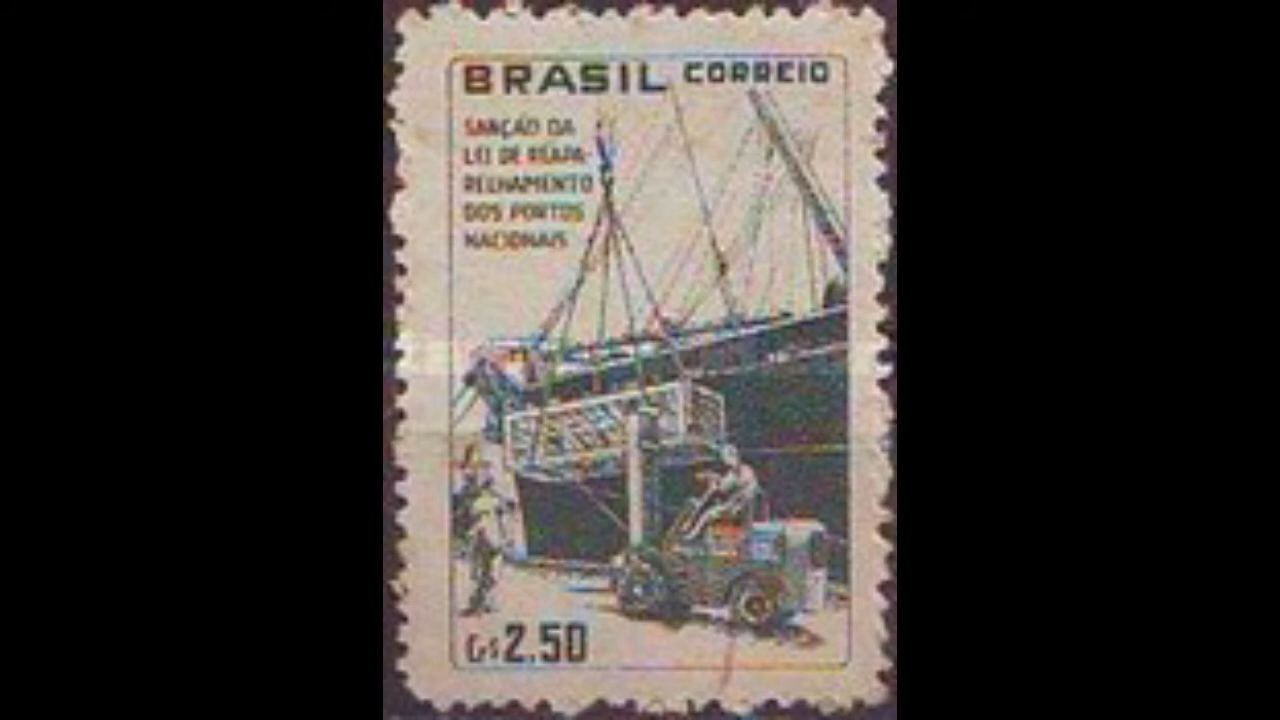 BRASIL CORREIO
SANÇÃO DA
LEI DE REAPA-
RELHAMENTO
DOS PORTOS
NACIONAIS
Cr$ 2.50